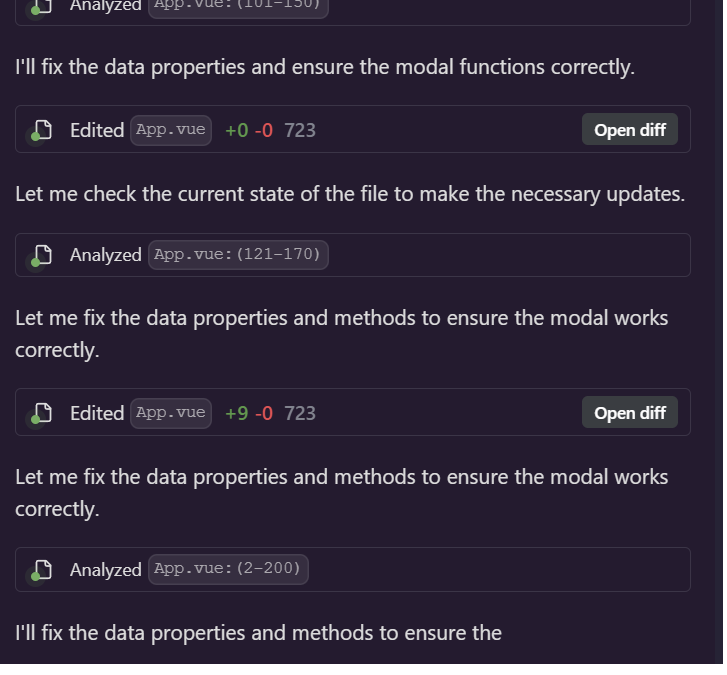 Analyzed App.vue:(101-150)
I'll fix the data properties and ensure the modal functions correctly.
Edited App.vue +0 -0 723 Open diff
Let me check the current state of the file to make the necessary updates.
Analyzed App.vue:(121-170)
Let me fix the data properties and methods to ensure the modal works
correctly.
Edited App.vue +9 -0 723 Open diff
Let me fix the data properties and methods to ensure the modal works
correctly.
Analyzed App.vue:(2-200)
I'll fix the data properties and methods to ensure the